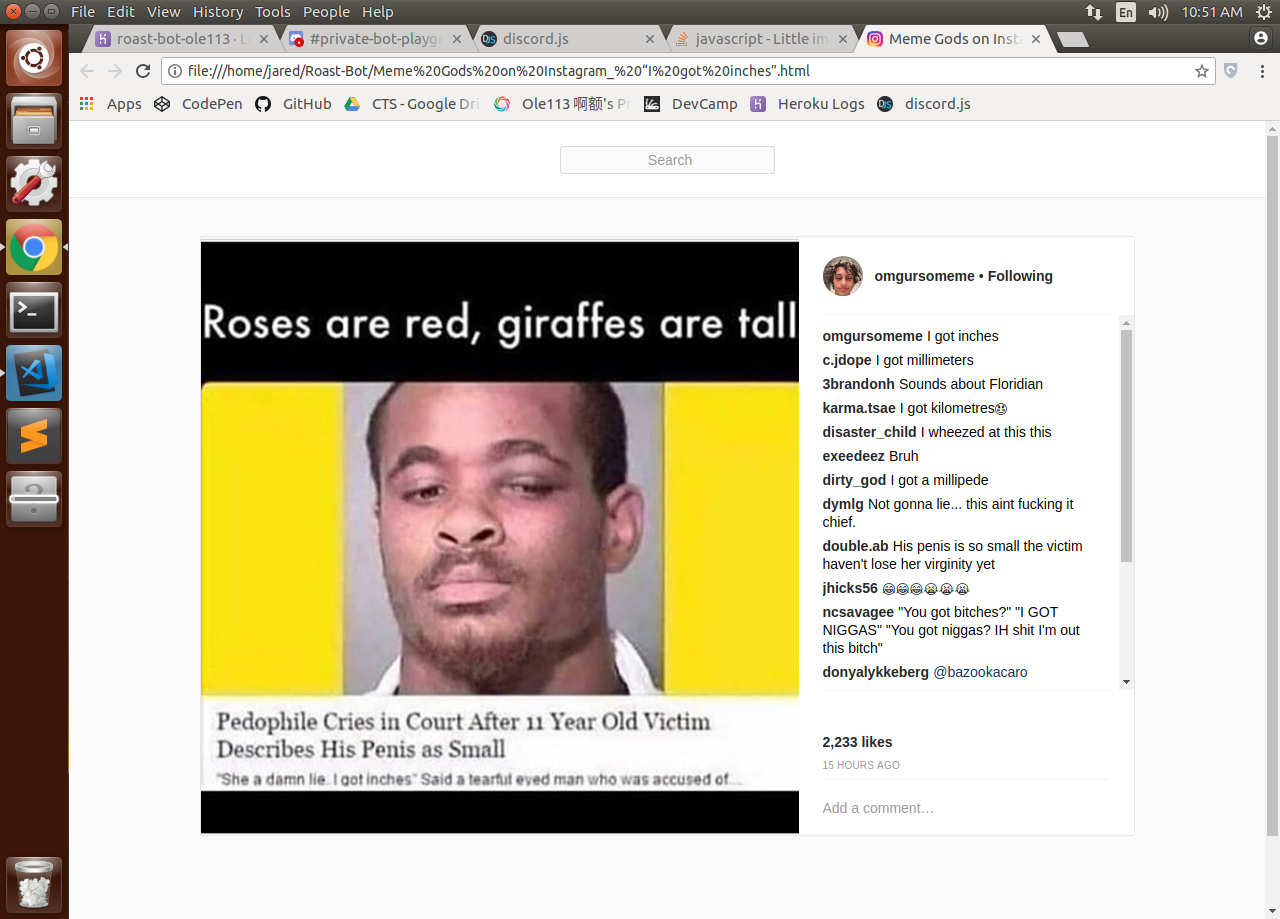 File Edit View History Tools People Help
En 10:51 AM
roast-bot-ole113 · L
#private-bot-playgr
discord.js
javascript - Little im
Meme Gods on Insta
file:///home/jared/Roast-Bot/Meme%20Gods%20on%20Instagram_%20“I%20got%20inches”.html
Apps CodePen GitHub CTS - Google Dri Ole113 啊额's Pr DevCamp Heroku Logs discord.js
Search
Roses are red, giraffes are tall
Pedophile Cries in Court After 11 Year Old Victim
Describes His Penis as Small
"She a damn lie. I got inches" Said a tearful eyed man who was accused of...
omgursomeme • Following
omgursomeme I got inches
c.jdope I got millimeters
3brandonh Sounds about Floridian
karma.tsae I got kilometres
disaster_child I wheezed at this this
exeedeez Bruh
dirty_god I got a millipede
dymlg Not gonna lie... this aint fucking it
chief.
double.ab His penis is so small the victim
haven't lose her virginity yet
jhicks56 😂😂😂😭😭😭
ncsavagee "You got bitches?" "I GOT
NIGGAS" "You got niggas? IH shit I'm out
this bitch"
donyalykkeberg @bazookacaro
2,233 likes
15 HOURS AGO
Add a comment…